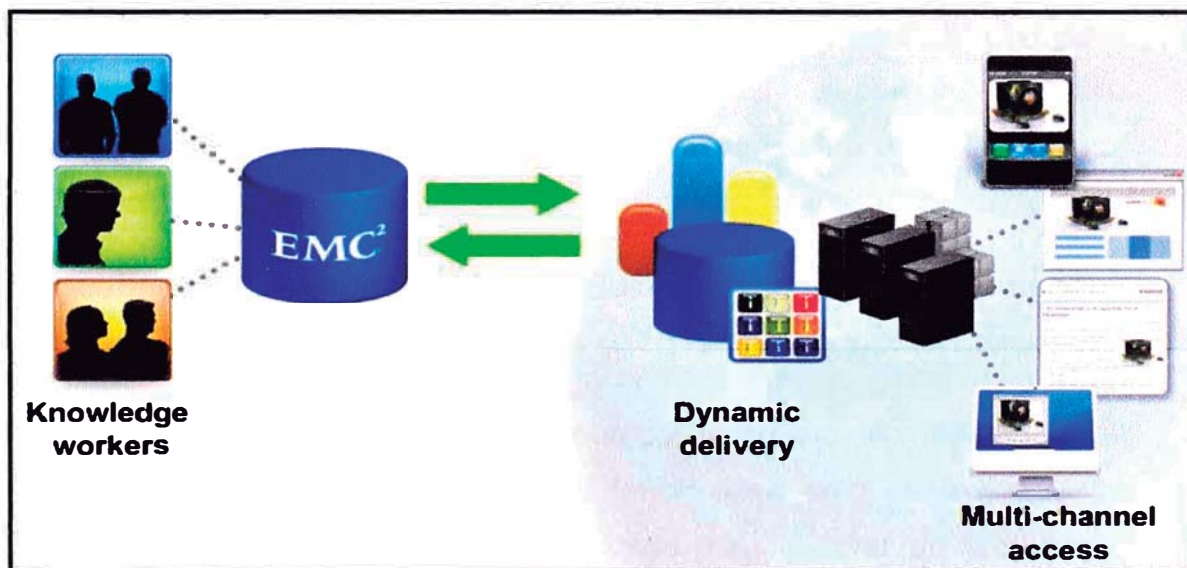 EMC²
Knowledge
workers
Dynamic
delivery
Multi-channel
access